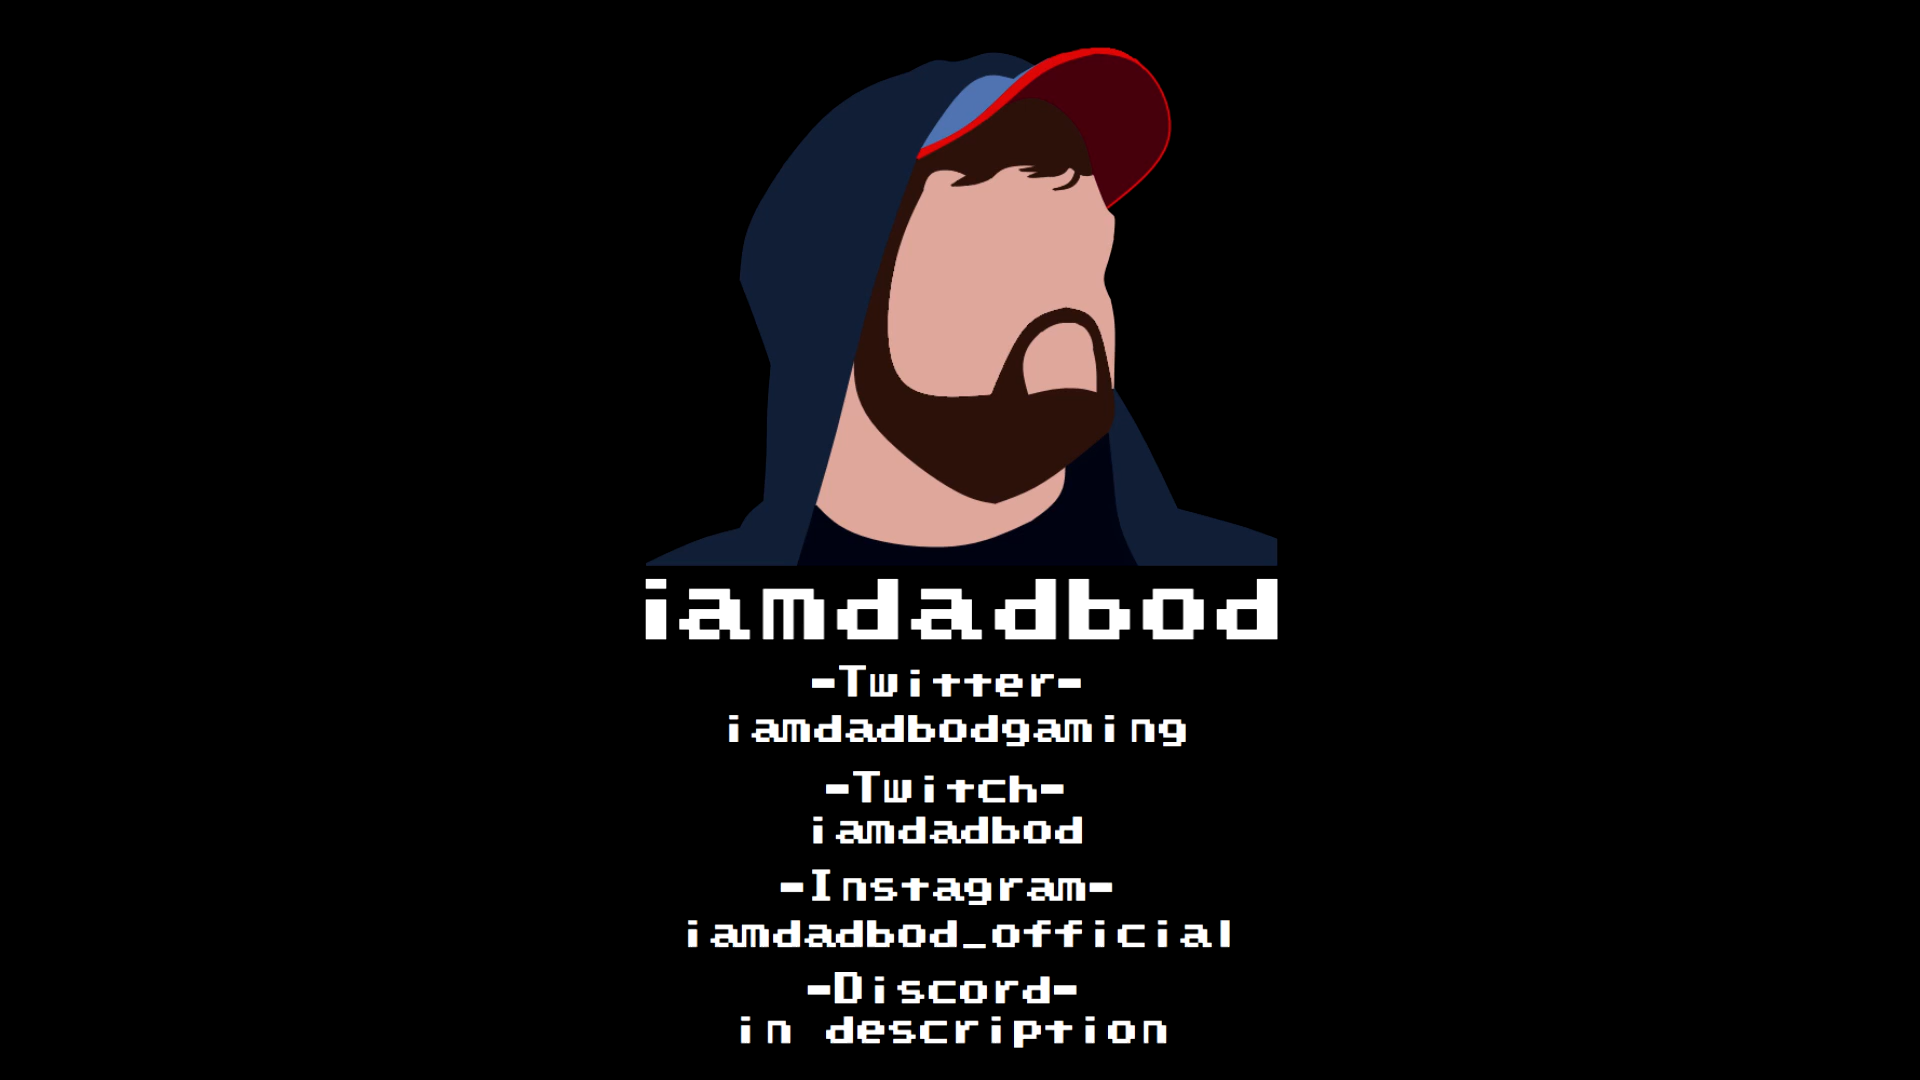 iamdadbod
-Twitter-
iamdadbodgaming
-Twitch-
iamdadbod
-Instagram-
iamdadbod_official
-Discord-
in description